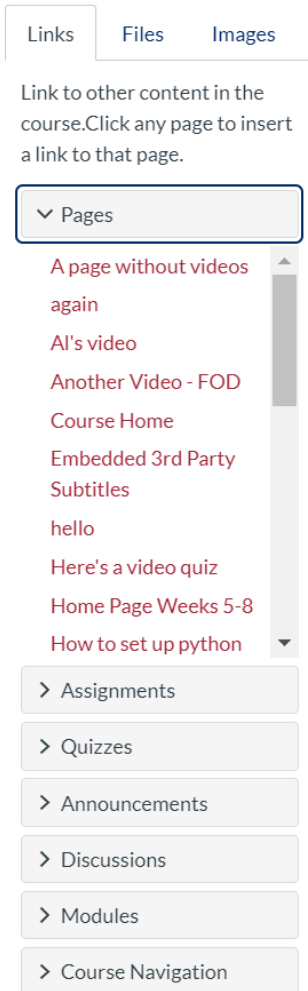 Links Files Images
Link to other content in the
course.Click any page to insert
a link to that page.
Pages
A page without videos
again
Al's video
Another Video - FOD
Course Home
Embedded 3rd Party
Subtitles
hello
Here's a video quiz
Home Page Weeks 5-8
How to set up python
Assignments
Quizzes
Announcements
Discussions
Modules
Course Navigation